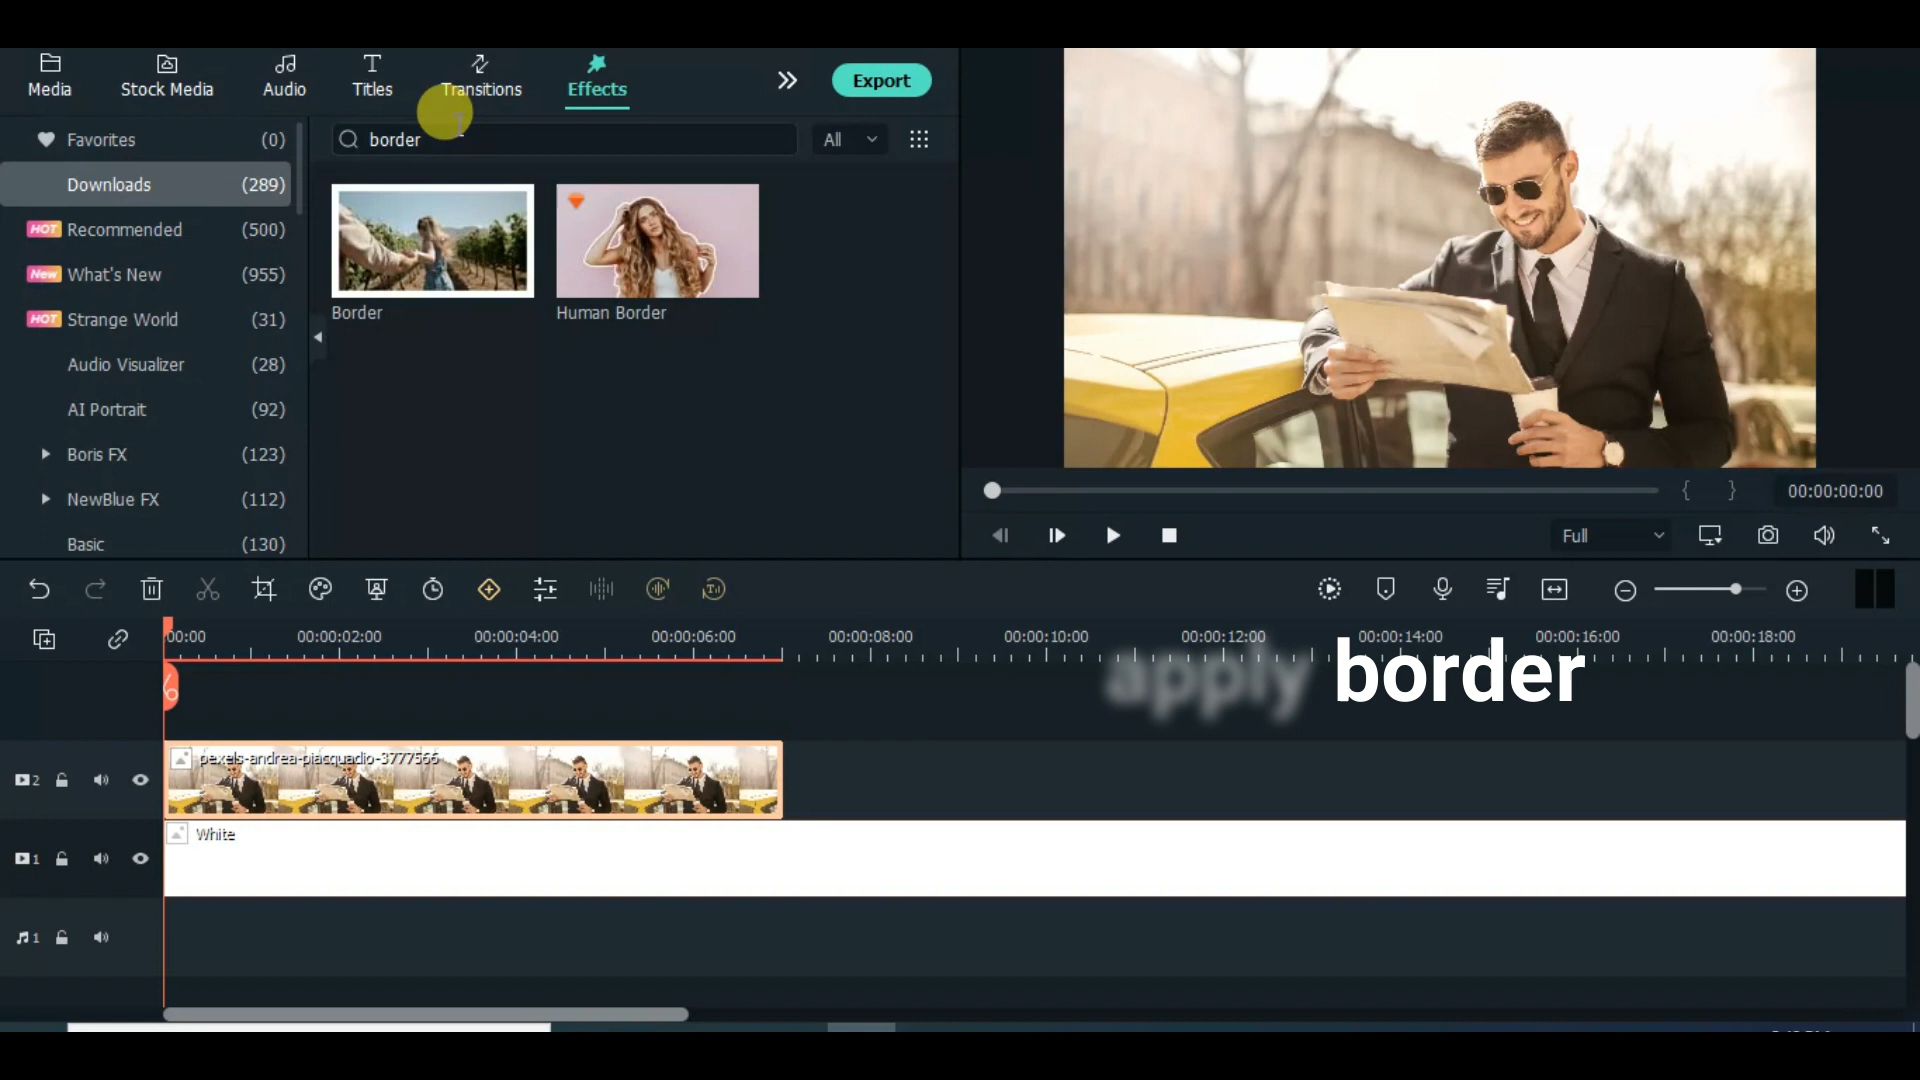 Media
Stock Media
Audio
Titles
Transitions
Effects
Export
Favorites (0)
Downloads (289)
HOT Recommended (500)
New What's New (955)
HOT Strange World (31)
Audio Visualizer (28)
AI Portrait (92)
Boris FX (123)
NewBlue FX (112)
Basic (130)
border
All
Border
Human Border
00:00:00:00
Full
00:00
00:00:02:00
00:00:04:00
00:00:06:00
00:00:08:00
00:00:10:00
00:00:12:00
00:00:14:00
00:00:16:00
00:00:18:00
apply border
2
pexels-andrea-piacquadio-3777566
1
White
1